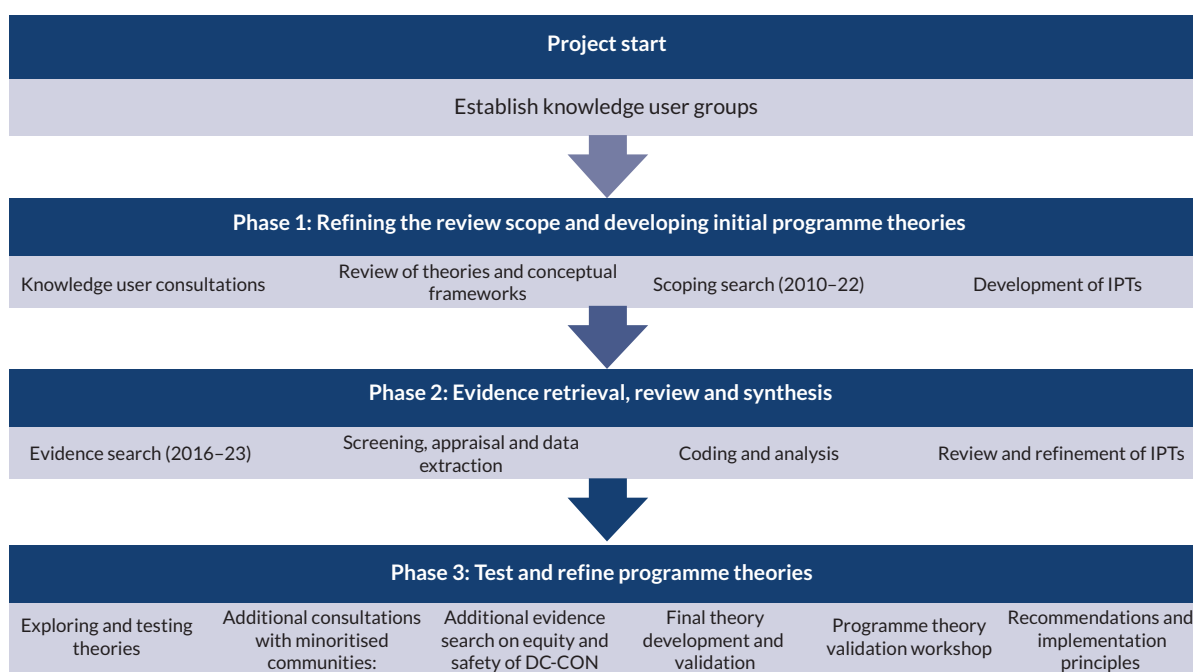 Project start
Establish knowledge user groups
Phase 1: Refining the review scope and developing initial programme theories
Knowledge user consultations
Review of theories and conceptual
frameworks
Scoping search (2010–22)
Development of IPTs
Phase 2: Evidence retrieval, review and synthesis
Evidence search (2016–23)
Screening, appraisal and data
extraction
Coding and analysis
Review and refinement of IPTs
Phase 3: Test and refine programme theories
Exploring and testing
theories
Additional consultations
with minoritised
communities:
Additional evidence
search on equity and
safety of DC-CON
Final theory
development and
validation
Programme theory
validation workshop
Recommendations and
implementation
principles